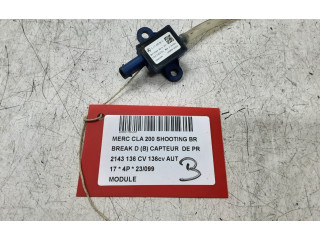 MERC CLA 200 SHOOTING BR
BREAK D (B) CAPTEUR DE PR
2143 136 CV 136cv AUT
17 * 4P * 23/099
MODULE
B